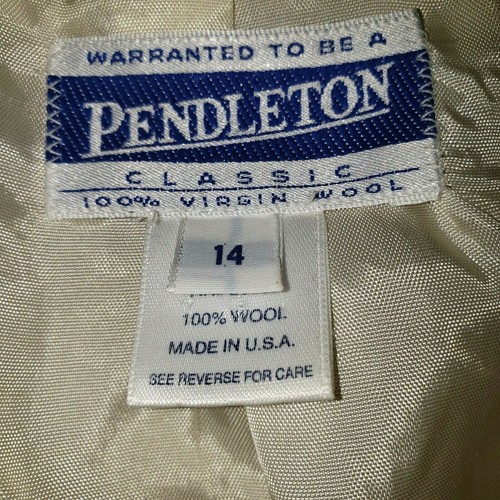 WARRANTED TO BE A
PENDLETON
CLASSIC
100% VIRGIN WOOL
14
100% WOOL
MADE IN U.S.A.
SEE REVERSE FOR CARE